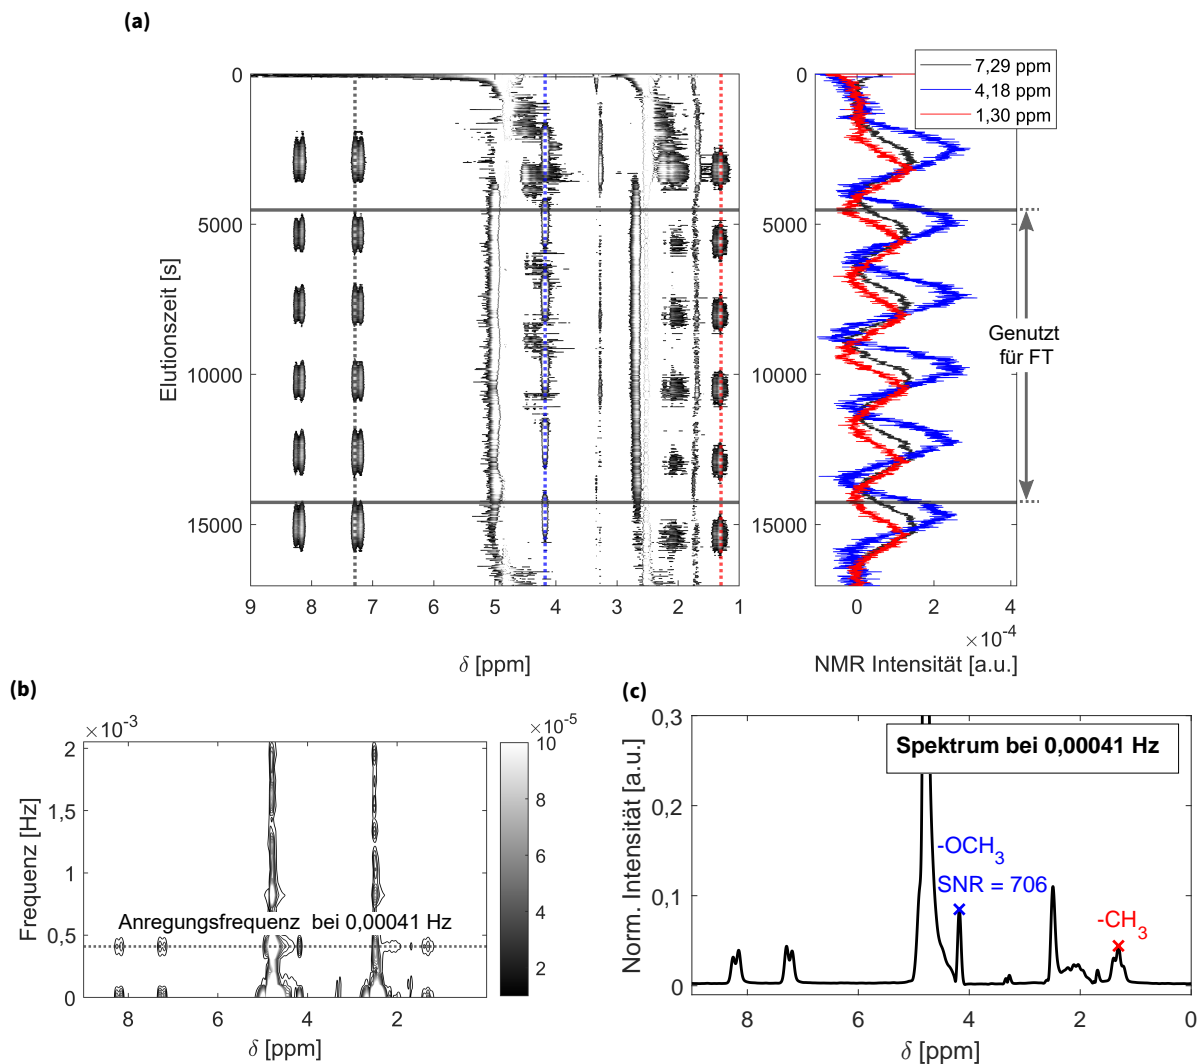 (a)
7,29 ppm
4,18 ppm
1,30 ppm
0
5000
10000
15000
Elutionszeit [s]
9 8 7 6 5 4 3 2 1
δ [ppm]
0
5000
10000
15000
0 2 4
×10⁻⁴
NMR Intensität [a.u.]
Genutzt
für FT
(b)
×10⁻³
2
1.5
1
0.5
0
Frequenz [Hz]
Anregungsfrequenz bei 0,00041 Hz
8 6 4 2
δ [ppm]
×10⁻⁵
10
8
6
4
2
(c)
0,3
0,2
0,1
0
Norm. Intensität [a.u.]
Spektrum bei 0,00041 Hz
-OCH₃
SNR = 706
-CH₃
8 6 4 2 0
δ [ppm]